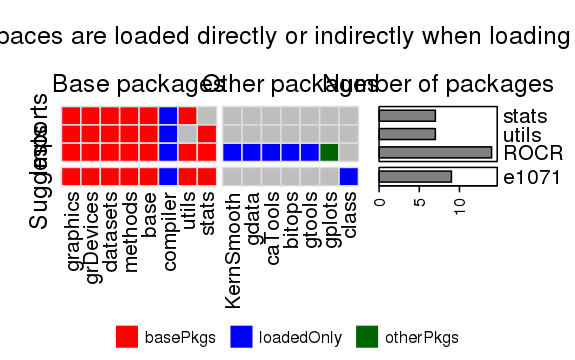 paces are loaded directly or indirectly when loading
Base packages Other packages Number of packages
Imports
Suggests
stats
utils
ROCR
e1071
graphics
grDevices
datasets
methods
base
compiler
utils
stats
KernSmooth
gdata
caTools
bitops
gtools
gplots
class
0 5 10
basePkgs loadedOnly otherPkgs